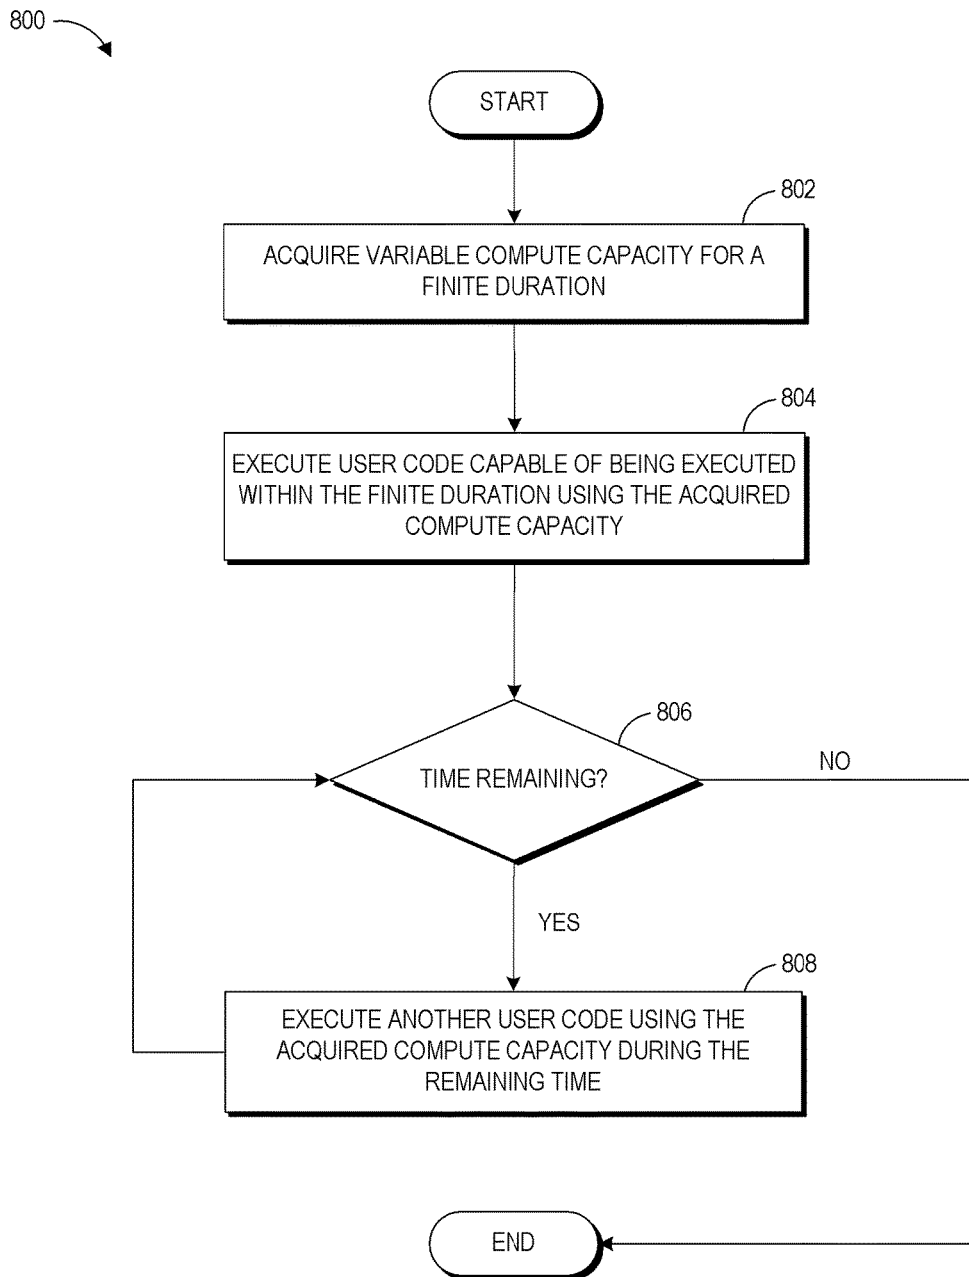 800
START
802
ACQUIRE VARIABLE COMPUTE CAPACITY FOR A
FINITE DURATION
804
EXECUTE USER CODE CAPABLE OF BEING EXECUTED
WITHIN THE FINITE DURATION USING THE ACQUIRED
COMPUTE CAPACITY
806
TIME REMAINING?
NO
YES
808
EXECUTE ANOTHER USER CODE USING THE
ACQUIRED COMPUTE CAPACITY DURING THE
REMAINING TIME
END